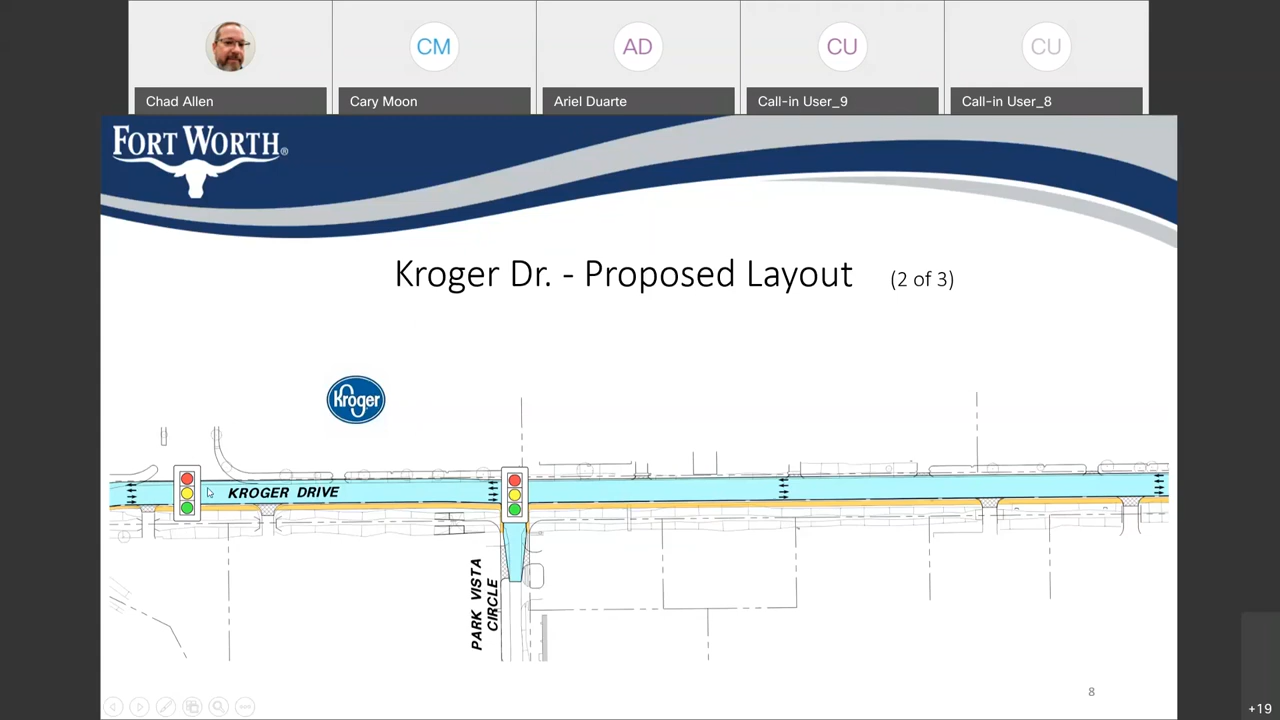 CM
AD
CU
CU
Chad Allen
Cary Moon
Ariel Duarte
Call-in User_9
Call-in User_8
FORT WORTH®
Kroger Dr. - Proposed Layout (2 of 3)
Kroger
KROGER DRIVE
PARK VISTA
CIRCLE
8
+19